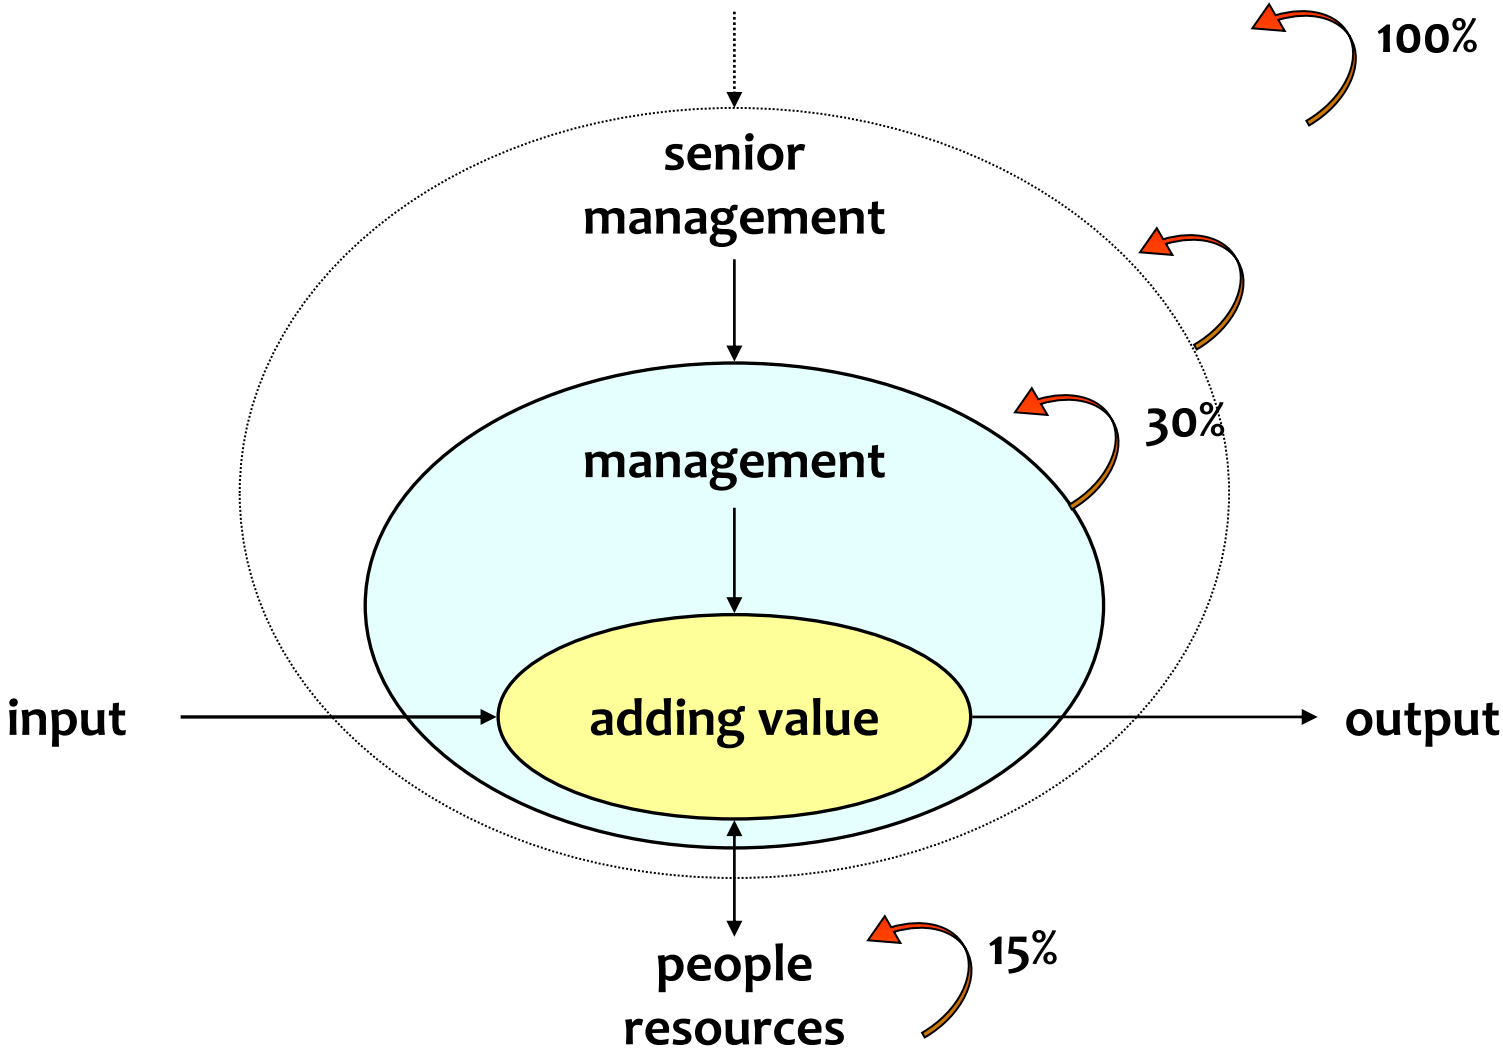 100%
senior
management
30%
management
input
adding value
output
people
resources
15%